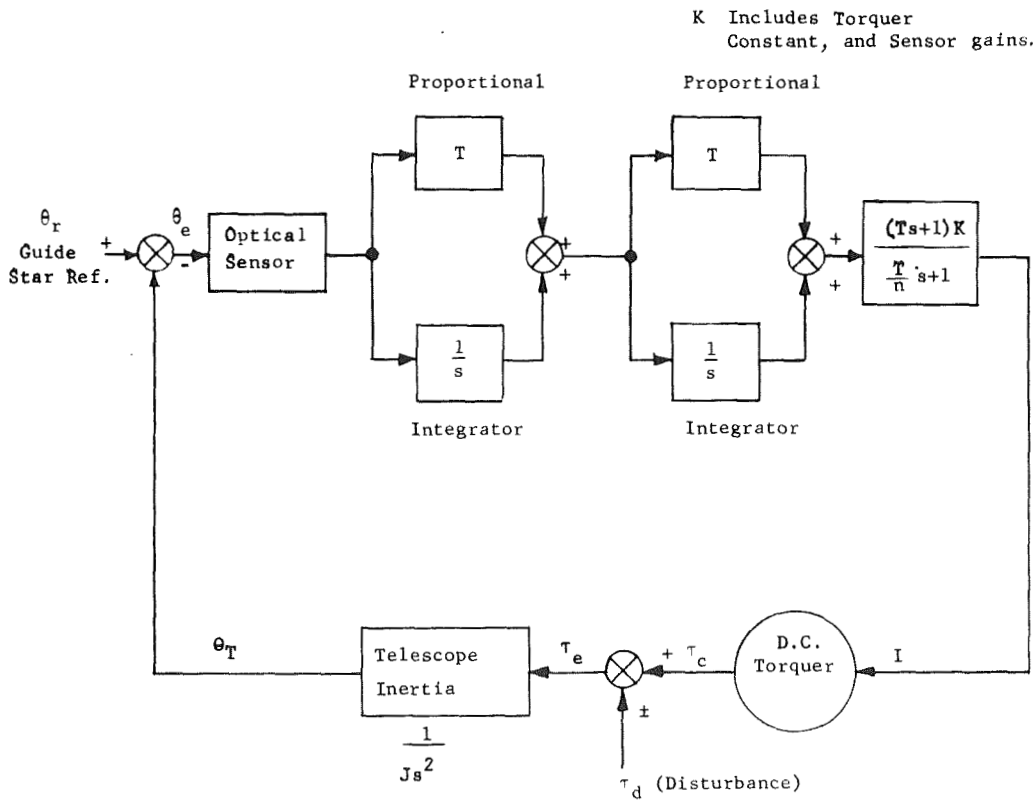 K Includes Torquer
Constant, and Sensor gains.
Proportional
Proportional
T
T
θr
Guide
Star Ref.
+
-
θe
Optical
Sensor
+
+
+
+
(Ts+1)K
T/n ·s+1
1/s
1/s
Integrator
Integrator
θT
Telescope
Inertia
1/Js²
τe
+ τc
±
τd (Disturbance)
D.C.
Torquer
I